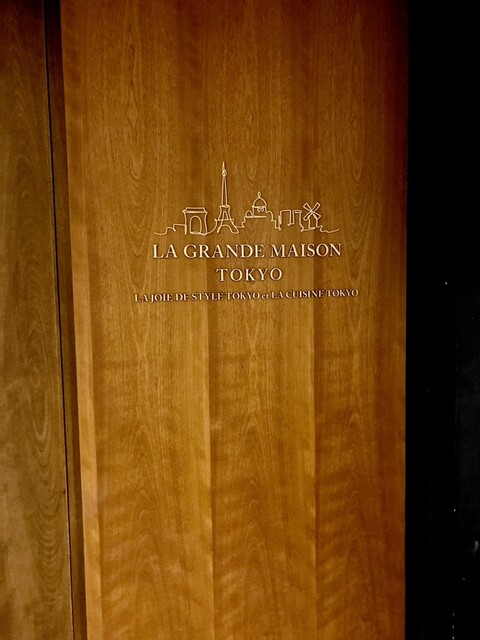 LA GRANDE MAISON
TOKYO
LA JOIE DE STYLE TOKYO et LA CUISINE TOKYO